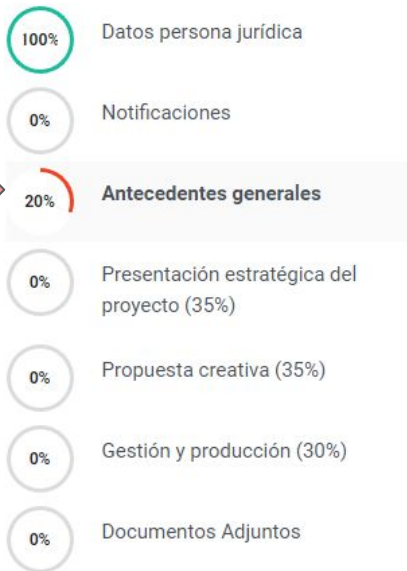 100% Datos persona jurídica
0% Notificaciones
20% Antecedentes generales
0% Presentación estratégica del
proyecto (35%)
0% Propuesta creativa (35%)
0% Gestión y producción (30%)
0% Documentos Adjuntos